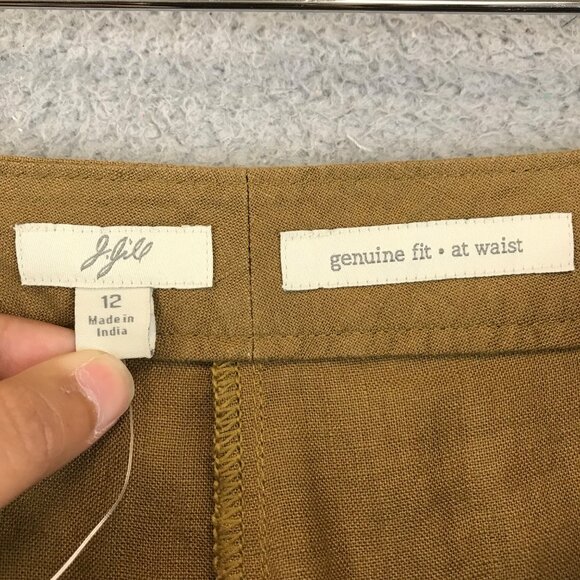 J.Jill
12
Made in
India
genuine fit • at waist